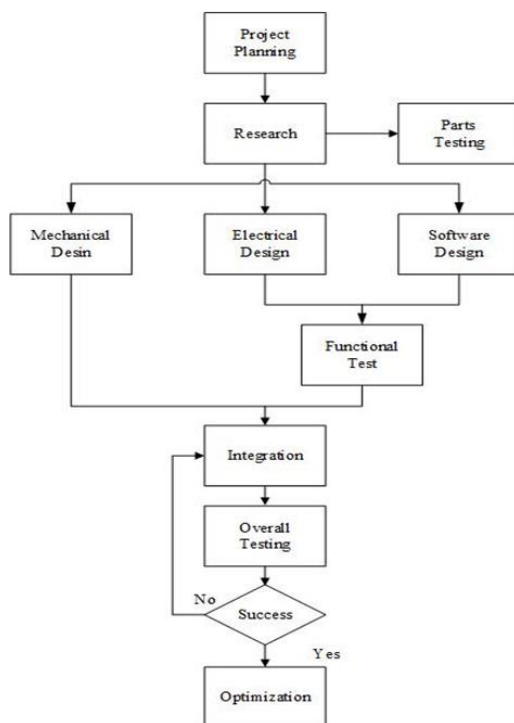 Project
Planning
Research
Parts
Testing
Mechanical
Desin
Electrical
Design
Software
Design
Functional
Test
Integration
Overall
Testing
No
Success
Yes
Optimization